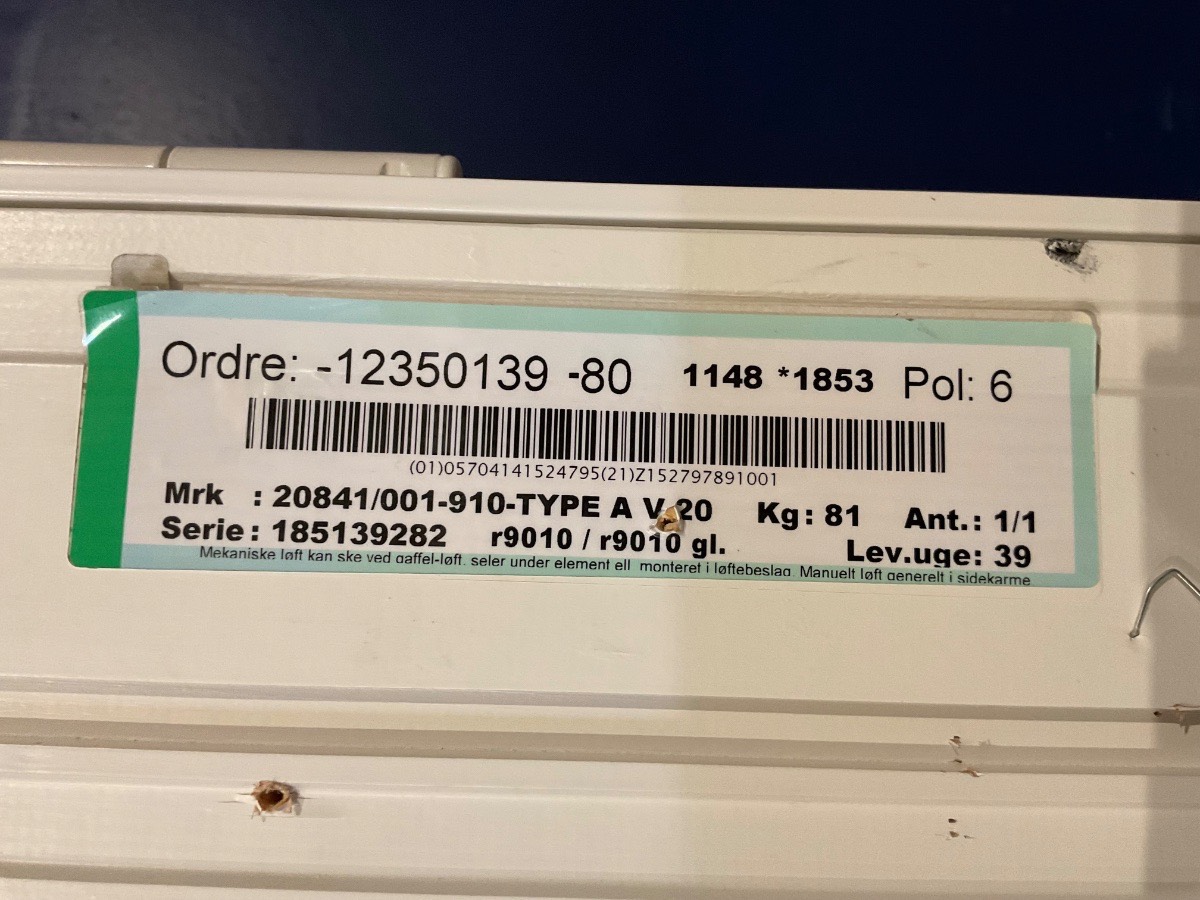 Ordre: -12350139 -80 1148 *1853 Pol: 6
(01)05704141524795(21)Z152797891001
Mrk : 20841/001-910-TYPE A V.20 Kg: 81 Ant.: 1/1
Serie: 185139282 r9010 / r9010 gl. Lev.uge: 39
Mekaniske løft kan ske ved gaffel-løft, seler under element ell monteret i løftebeslag. Manuelt løft generelt i sidekarme